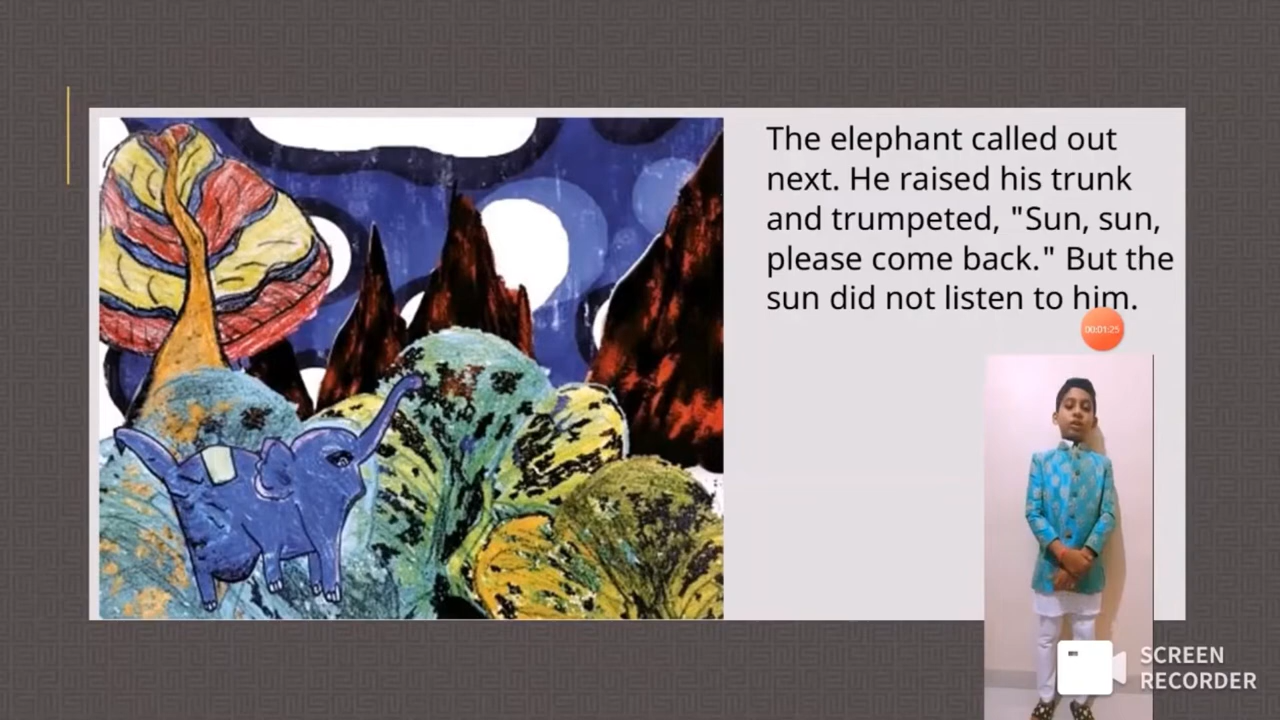 The elephant called out
next. He raised his trunk
and trumpeted, "Sun, sun,
please come back." But the
sun did not listen to him.
00:01:25
SCREEN
RECORDER